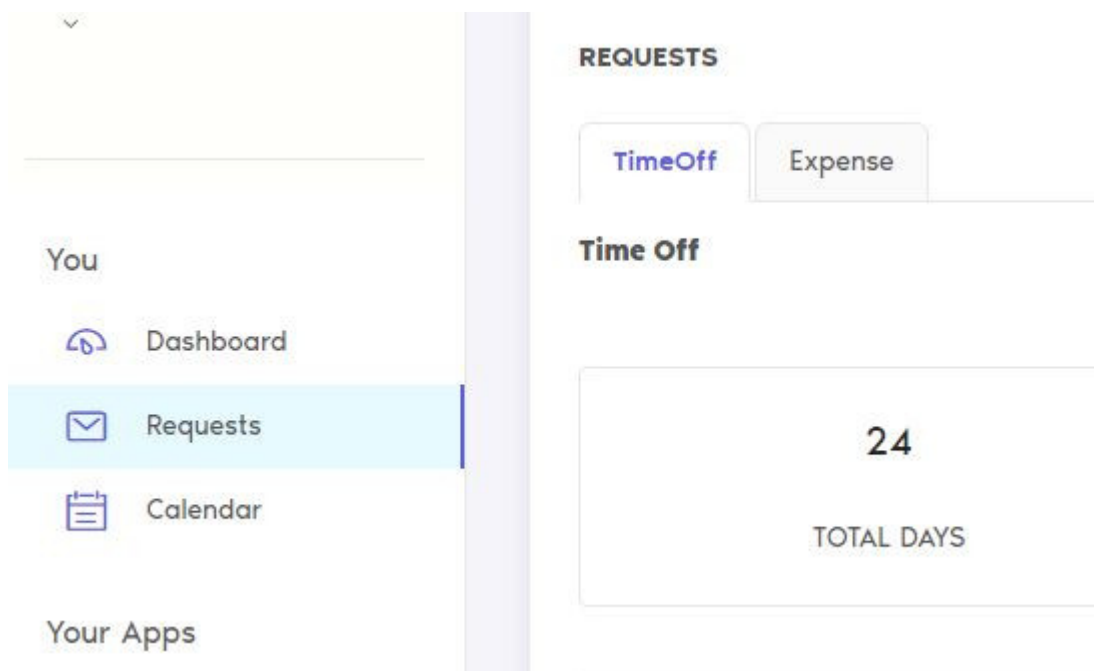 You
Dashboard
Requests
Calendar
Your Apps
REQUESTS
TimeOff Expense
Time Off
24
TOTAL DAYS